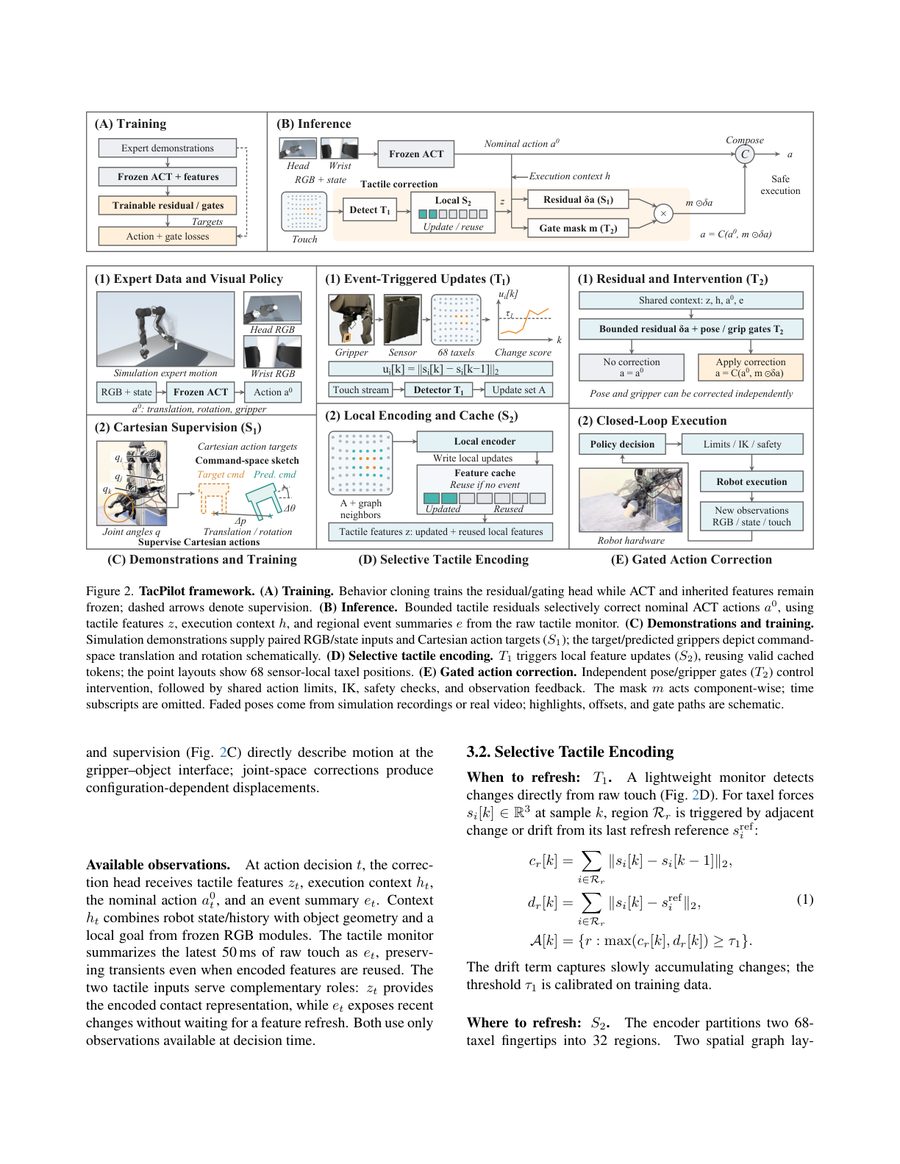 (A) Training
Expert demonstrations
Frozen ACT + features
Trainable residual / gates
Targets
Action + gate losses
(B) Inference
Head
Wrist
RGB + state
Frozen ACT
Nominal action a⁰
Compose
C
a
Safe
execution
Execution context h
Tactile correction
Touch
Detect T₁
Local S₂
Update / reuse
z
Residual δa (S₁)
Gate mask m (T₂)
×
m ⊙δa
a = C(a⁰, m ⊙δa)
(1) Expert Data and Visual Policy
Simulation expert motion
Head RGB
Wrist RGB
RGB + state
Frozen ACT
Action a⁰
a⁰: translation, rotation, gripper
(2) Cartesian Supervision (S₁)
Cartesian action targets
Command-space sketch
Target cmd
Pred. cmd
qᵢ
qⱼ
qₖ
Δp
Δθ
Joint angles q
Translation / rotation
Supervise Cartesian actions
(C) Demonstrations and Training
(1) Event-Triggered Updates (T₁)
uᵢ[k]
τ₁
k
Gripper
Sensor
68 taxels
Change score
uᵢ[k] = ||sᵢ[k] − sᵢ[k−1]||₂
Touch stream
Detector T₁
Update set A
(2) Local Encoding and Cache (S₂)
Local encoder
Write local updates
Feature cache
Reuse if no event
Updated
Reused
A + graph
neighbors
Tactile features z: updated + reused local features
(D) Selective Tactile Encoding
(1) Residual and Intervention (T₂)
Shared context: z, h, a⁰, e
Bounded residual δa + pose / grip gates T₂
No correction
a = a⁰
Apply correction
a = C(a⁰, m ⊙δa)
Pose and gripper can be corrected independently
(2) Closed-Loop Execution
Policy decision
Limits / IK / safety
Robot execution
New observations
RGB / state / touch
Robot hardware
(E) Gated Action Correction
Figure 2. TacPilot framework. (A) Training. Behavior cloning trains the residual/gating head while ACT and inherited features remain
frozen; dashed arrows denote supervision. (B) Inference. Bounded tactile residuals selectively correct nominal ACT actions a⁰, using
tactile features z, execution context h, and regional event summaries e from the raw tactile monitor. (C) Demonstrations and training.
Simulation demonstrations supply paired RGB/state inputs and Cartesian action targets (S₁); the target/predicted grippers depict command-
space translation and rotation schematically. (D) Selective tactile encoding. T₁ triggers local feature updates (S₂), reusing valid cached
tokens; the point layouts show 68 sensor-local taxel positions. (E) Gated action correction. Independent pose/gripper gates (T₂) control
intervention, followed by shared action limits, IK, safety checks, and observation feedback. The mask m acts component-wise; time
subscripts are omitted. Faded poses come from simulation recordings or real video; highlights, offsets, and gate paths are schematic.
and supervision (Fig. 2C) directly describe motion at the
gripper–object interface; joint-space corrections produce
configuration-dependent displacements.
Available observations. At action decision t, the correc-
tion head receives tactile features zₜ, execution context hₜ,
the nominal action aₜ⁰, and an event summary eₜ. Context
hₜ combines robot state/history with object geometry and a
local goal from frozen RGB modules. The tactile monitor
summarizes the latest 50 ms of raw touch as eₜ, preserv-
ing transients even when encoded features are reused. The
two tactile inputs serve complementary roles: zₜ provides
the encoded contact representation, while eₜ exposes recent
changes without waiting for a feature refresh. Both use only
observations available at decision time.
3.2. Selective Tactile Encoding
When to refresh: T₁. A lightweight monitor detects
changes directly from raw touch (Fig. 2D). For taxel forces
sᵢ[k] ∈ ℝ³ at sample k, region ℛᵣ is triggered by adjacent
change or drift from its last refresh reference sᵢʳᵉᶠ:
cᵣ[k] = ∑_{i∈ℛᵣ} ‖sᵢ[k] − sᵢ[k − 1]‖₂,
dᵣ[k] = ∑_{i∈ℛᵣ} ‖sᵢ[k] − sᵢʳᵉᶠ‖₂, (1)
𝒜[k] = {r : max(cᵣ[k], dᵣ[k]) ≥ τ₁}.
The drift term captures slowly accumulating changes; the
threshold τ₁ is calibrated on training data.
Where to refresh: S₂. The encoder partitions two 68-
taxel fingertips into 32 regions. Two spatial graph lay-